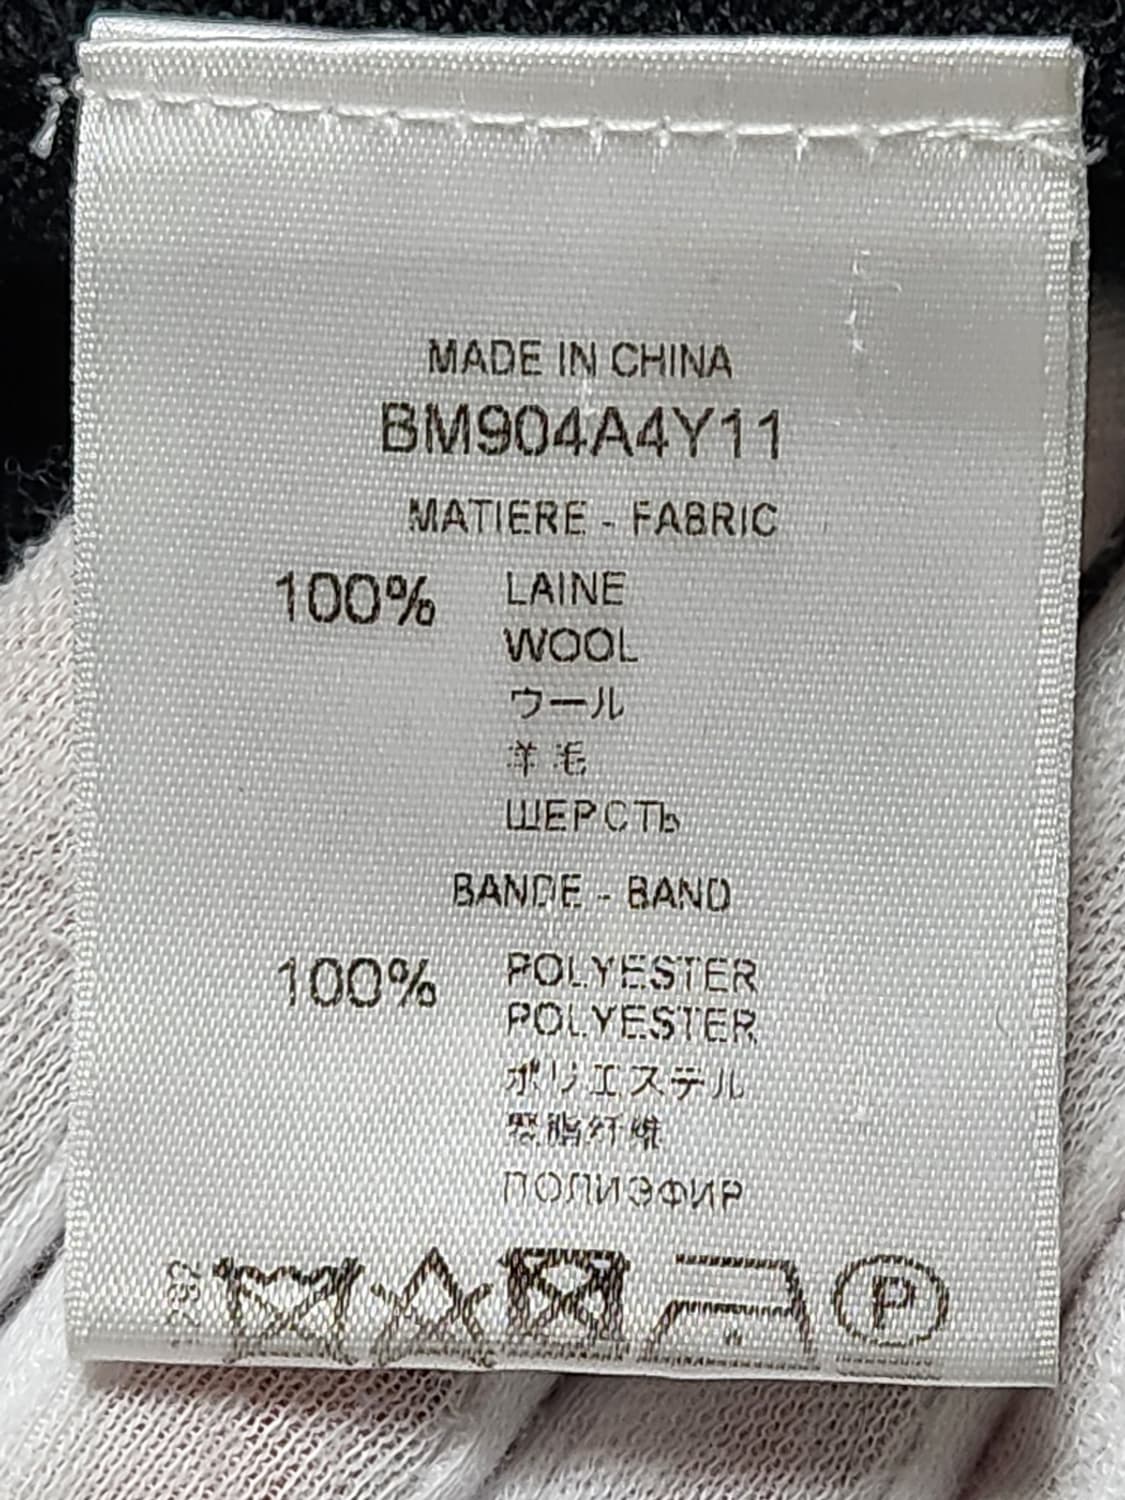 MADE IN CHINA
BM904A4Y11
MATIERE - FABRIC
100% LAINE
WOOL
ウール
羊毛
ШЕРСТЬ
BANDE - BAND
100% POLYESTER
POLYESTER
ポリエステル
聚脂纤维
ПОЛИЭФИР
P